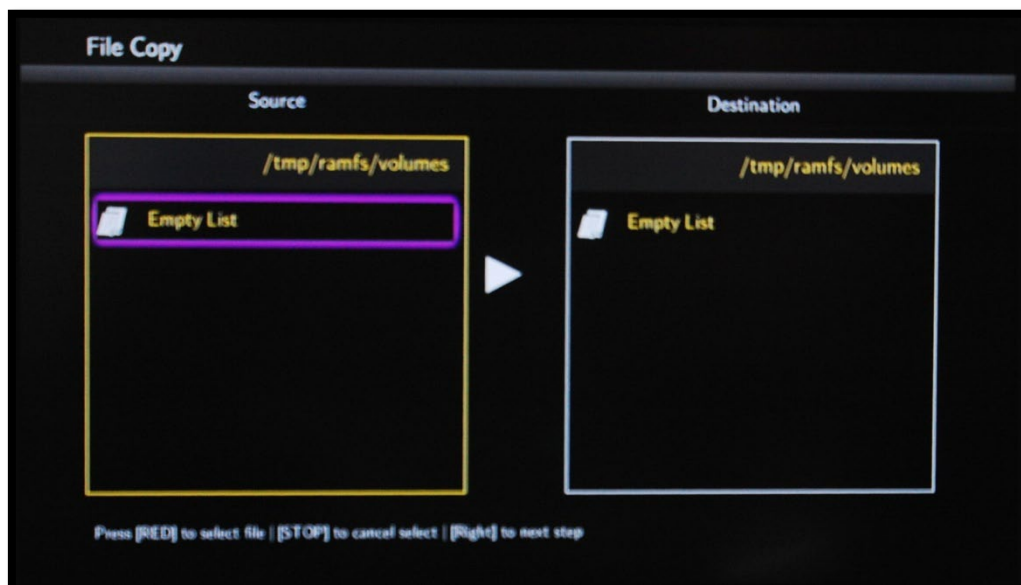 File Copy
Source
Destination
/tmp/ramfs/volumes
/tmp/ramfs/volumes
Empty List
Empty List
Press [RED] to select file | [STOP] to cancel select | [Right] to next step